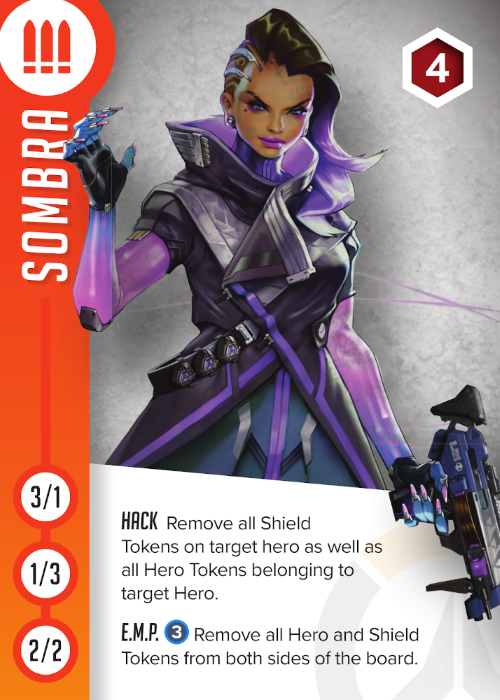 4
SOMBRA
3/1
1/3
2/2
HACK Remove all Shield
Tokens on target hero as well as
all Hero Tokens belonging to
target Hero.
E.M.P. 3 Remove all Hero and Shield
Tokens from both sides of the board.